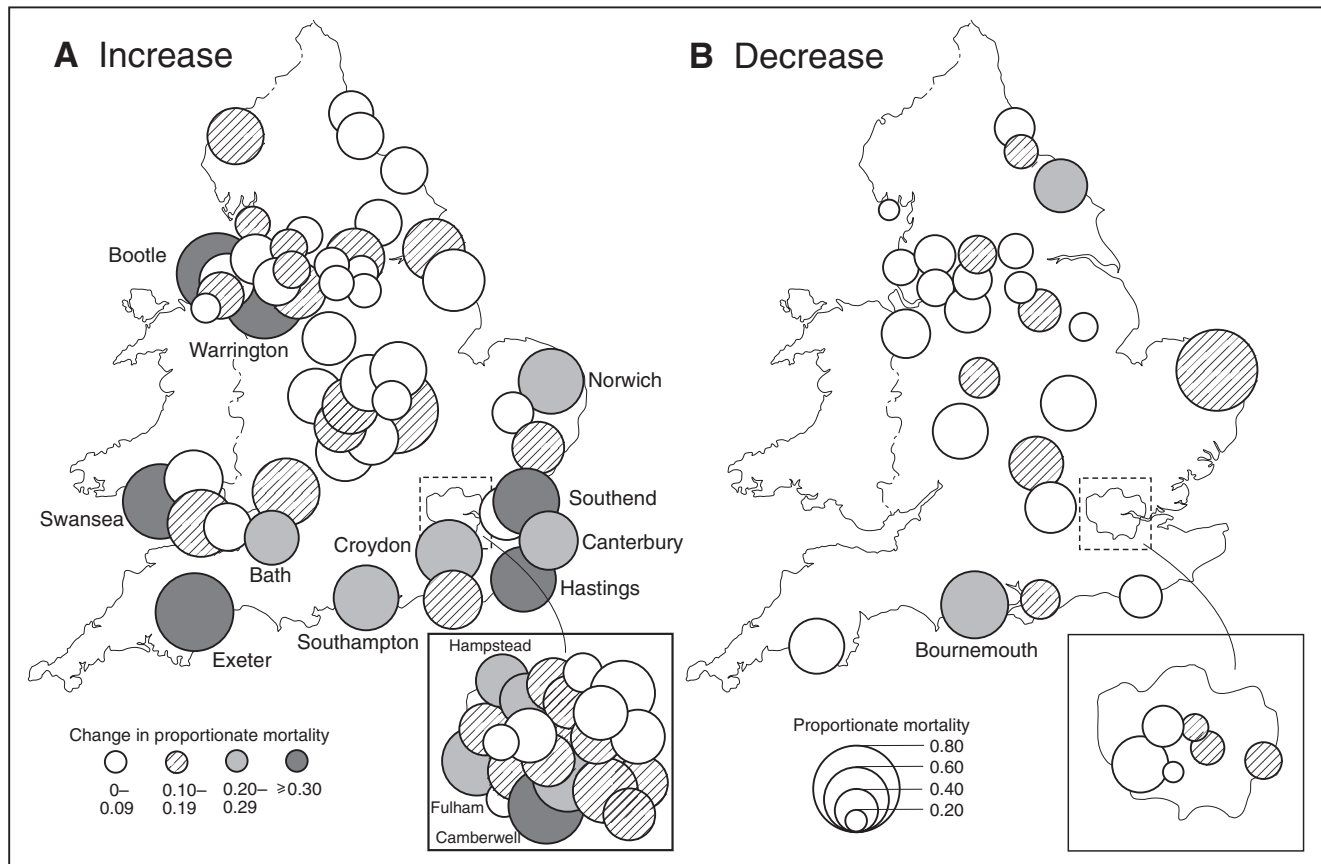 A Increase
B Decrease
Bootle
Warrington
Norwich
Swansea
Southend
Croydon
Canterbury
Bath
Hastings
Southampton
Exeter
Hampstead
Fulham
Camberwell
Change in proportionate mortality
0–
0.09
0.10–
0.19
0.20–
0.29
≥0.30
Bournemouth
Proportionate mortality
0.80
0.60
0.40
0.20